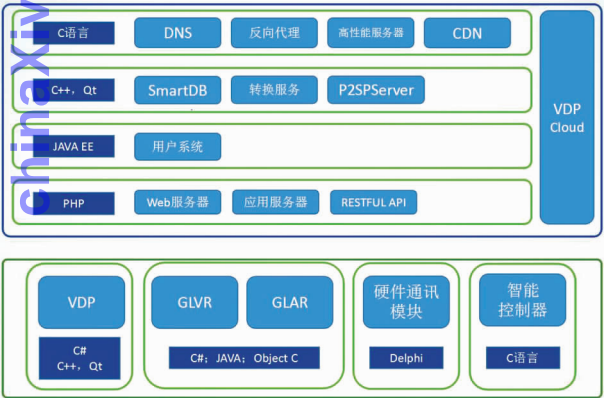 C语言 DNS 反向代理 高性能服务器 CDN
C++，Qt SmartDB 转换服务 P2SPServer
VDP
Cloud
JAVA EE 用户系统
PHP Web服务器 应用服务器 RESTFUL API
chinaXiv
VDP GLVR GLAR 硬件通讯
模块
智能
控制器
C#
C++，Qt
C#；JAVA；Object C Delphi C语言